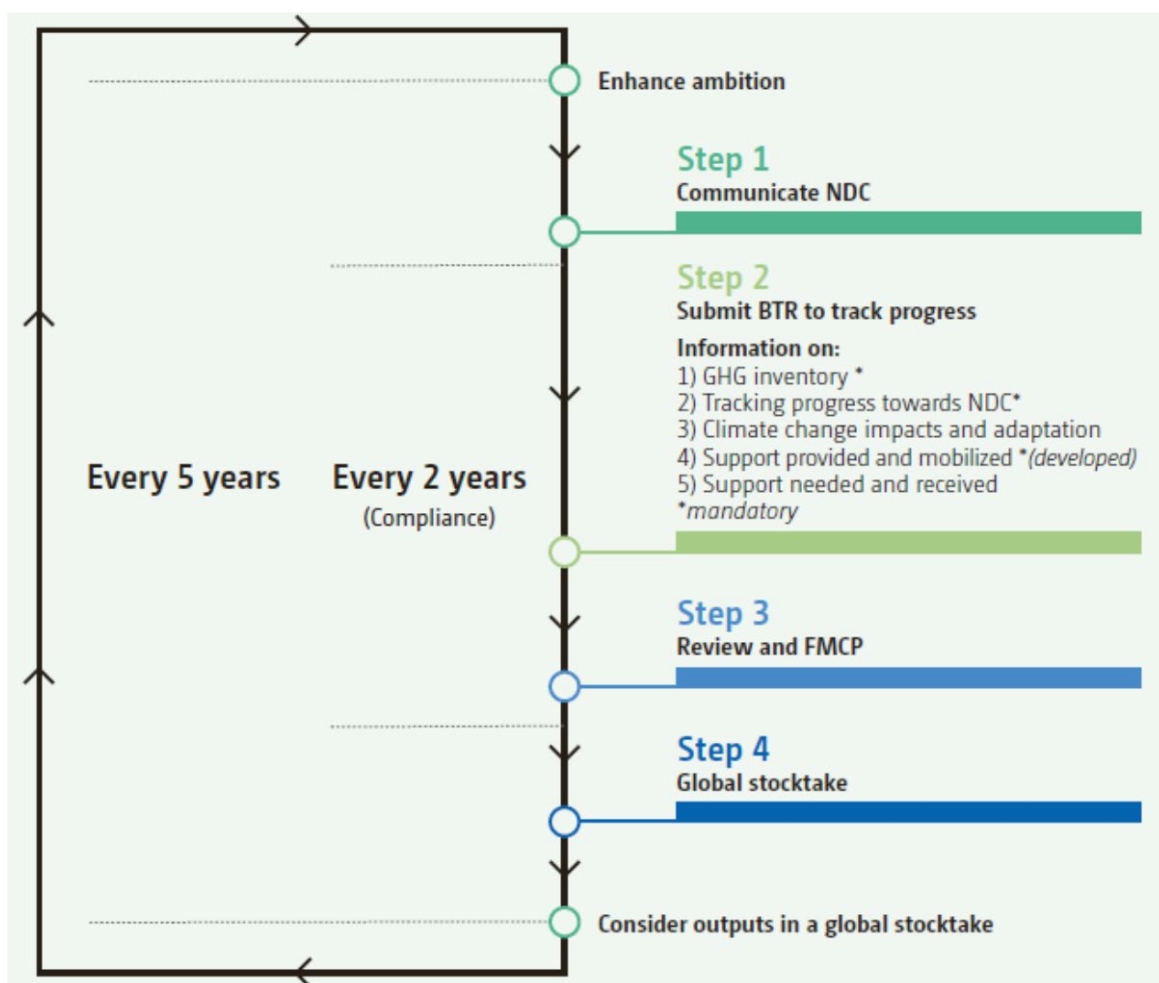 Enhance ambition
Step 1
Communicate NDC
Step 2
Submit BTR to track progress
Information on:
1) GHG inventory *
2) Tracking progress towards NDC*
3) Climate change impacts and adaptation
4) Support provided and mobilized *(developed)
5) Support needed and received
*mandatory
Every 5 years
Every 2 years
(Compliance)
Step 3
Review and FMCP
Step 4
Global stocktake
Consider outputs in a global stocktake